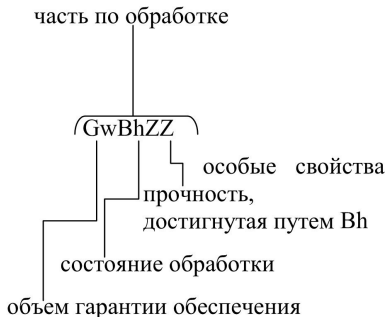 часть по обработке
GwBhZZ
особые свойства
прочность,
достигнутая путем Bh
состояние обработки
объем гарантии обеспечения